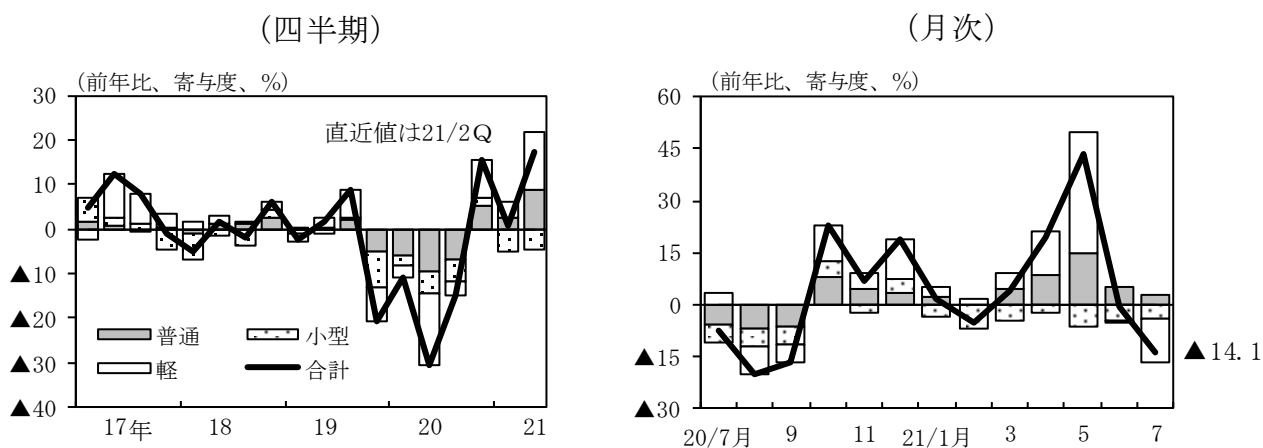 (四半期)
(前年比、寄与度、%)
30
20
10
0
▲10
▲20
▲30
▲40
直近値は21/2Q
普通
小型
軽
合計
17年 18 19 20 21
(月次)
(前年比、寄与度、%)
60
45
30
15
0
▲15
▲30
▲14.1
20/7月 9 11 21/1月 3 5 7